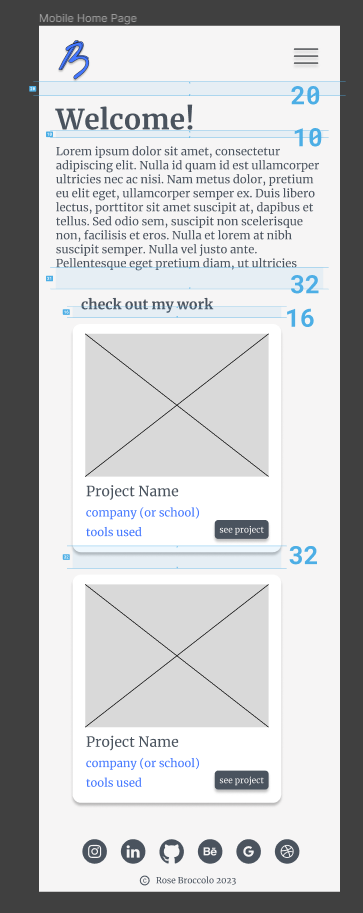 Mobile Home Page
B
20
Welcome!
10
Lorem ipsum dolor sit amet, consectetur
adipiscing elit. Nulla id quam id est ullamcorper
ultricies nec ac nisi. Nam metus dolor, pretium
eu elit eget, ullamcorper semper ex. Duis libero
lectus, porttitor sit amet suscipit at, dapibus et
tellus. Sed odio sem, suscipit non scelerisque
non, facilisis et eros. Nulla et lorem at nibh
suscipit semper. Nulla vel justo ante.
Pellentesque eget pretium diam, ut ultricies
32
check out my work
16
Project Name
company (or school)
tools used
see project
32
Project Name
company (or school)
tools used
see project
in Bē G
© Rose Broccolo 2023